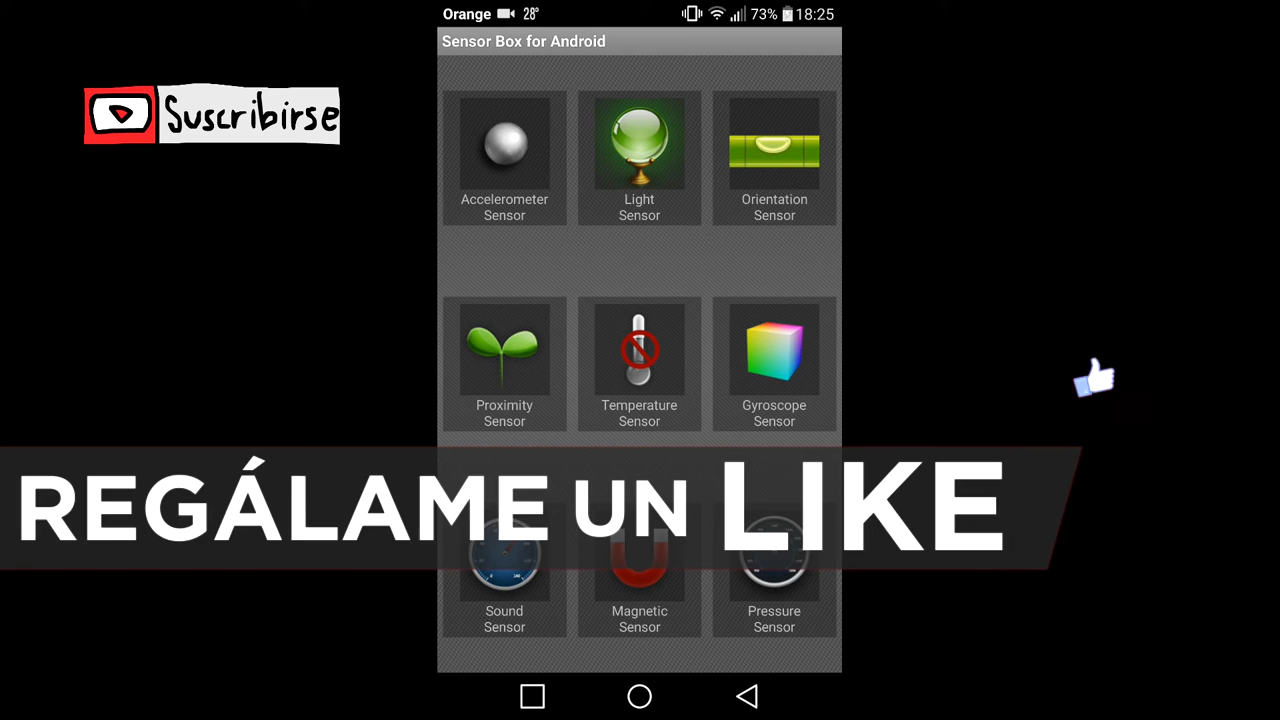 Orange 28° 73% 18:25
Sensor Box for Android
Suscribirse
Accelerometer
Sensor
Light
Sensor
Orientation
Sensor
Proximity
Sensor
Temperature
Sensor
Gyroscope
Sensor
REGÁLAME UN LIKE
Sound
Sensor
Magnetic
Sensor
Pressure
Sensor